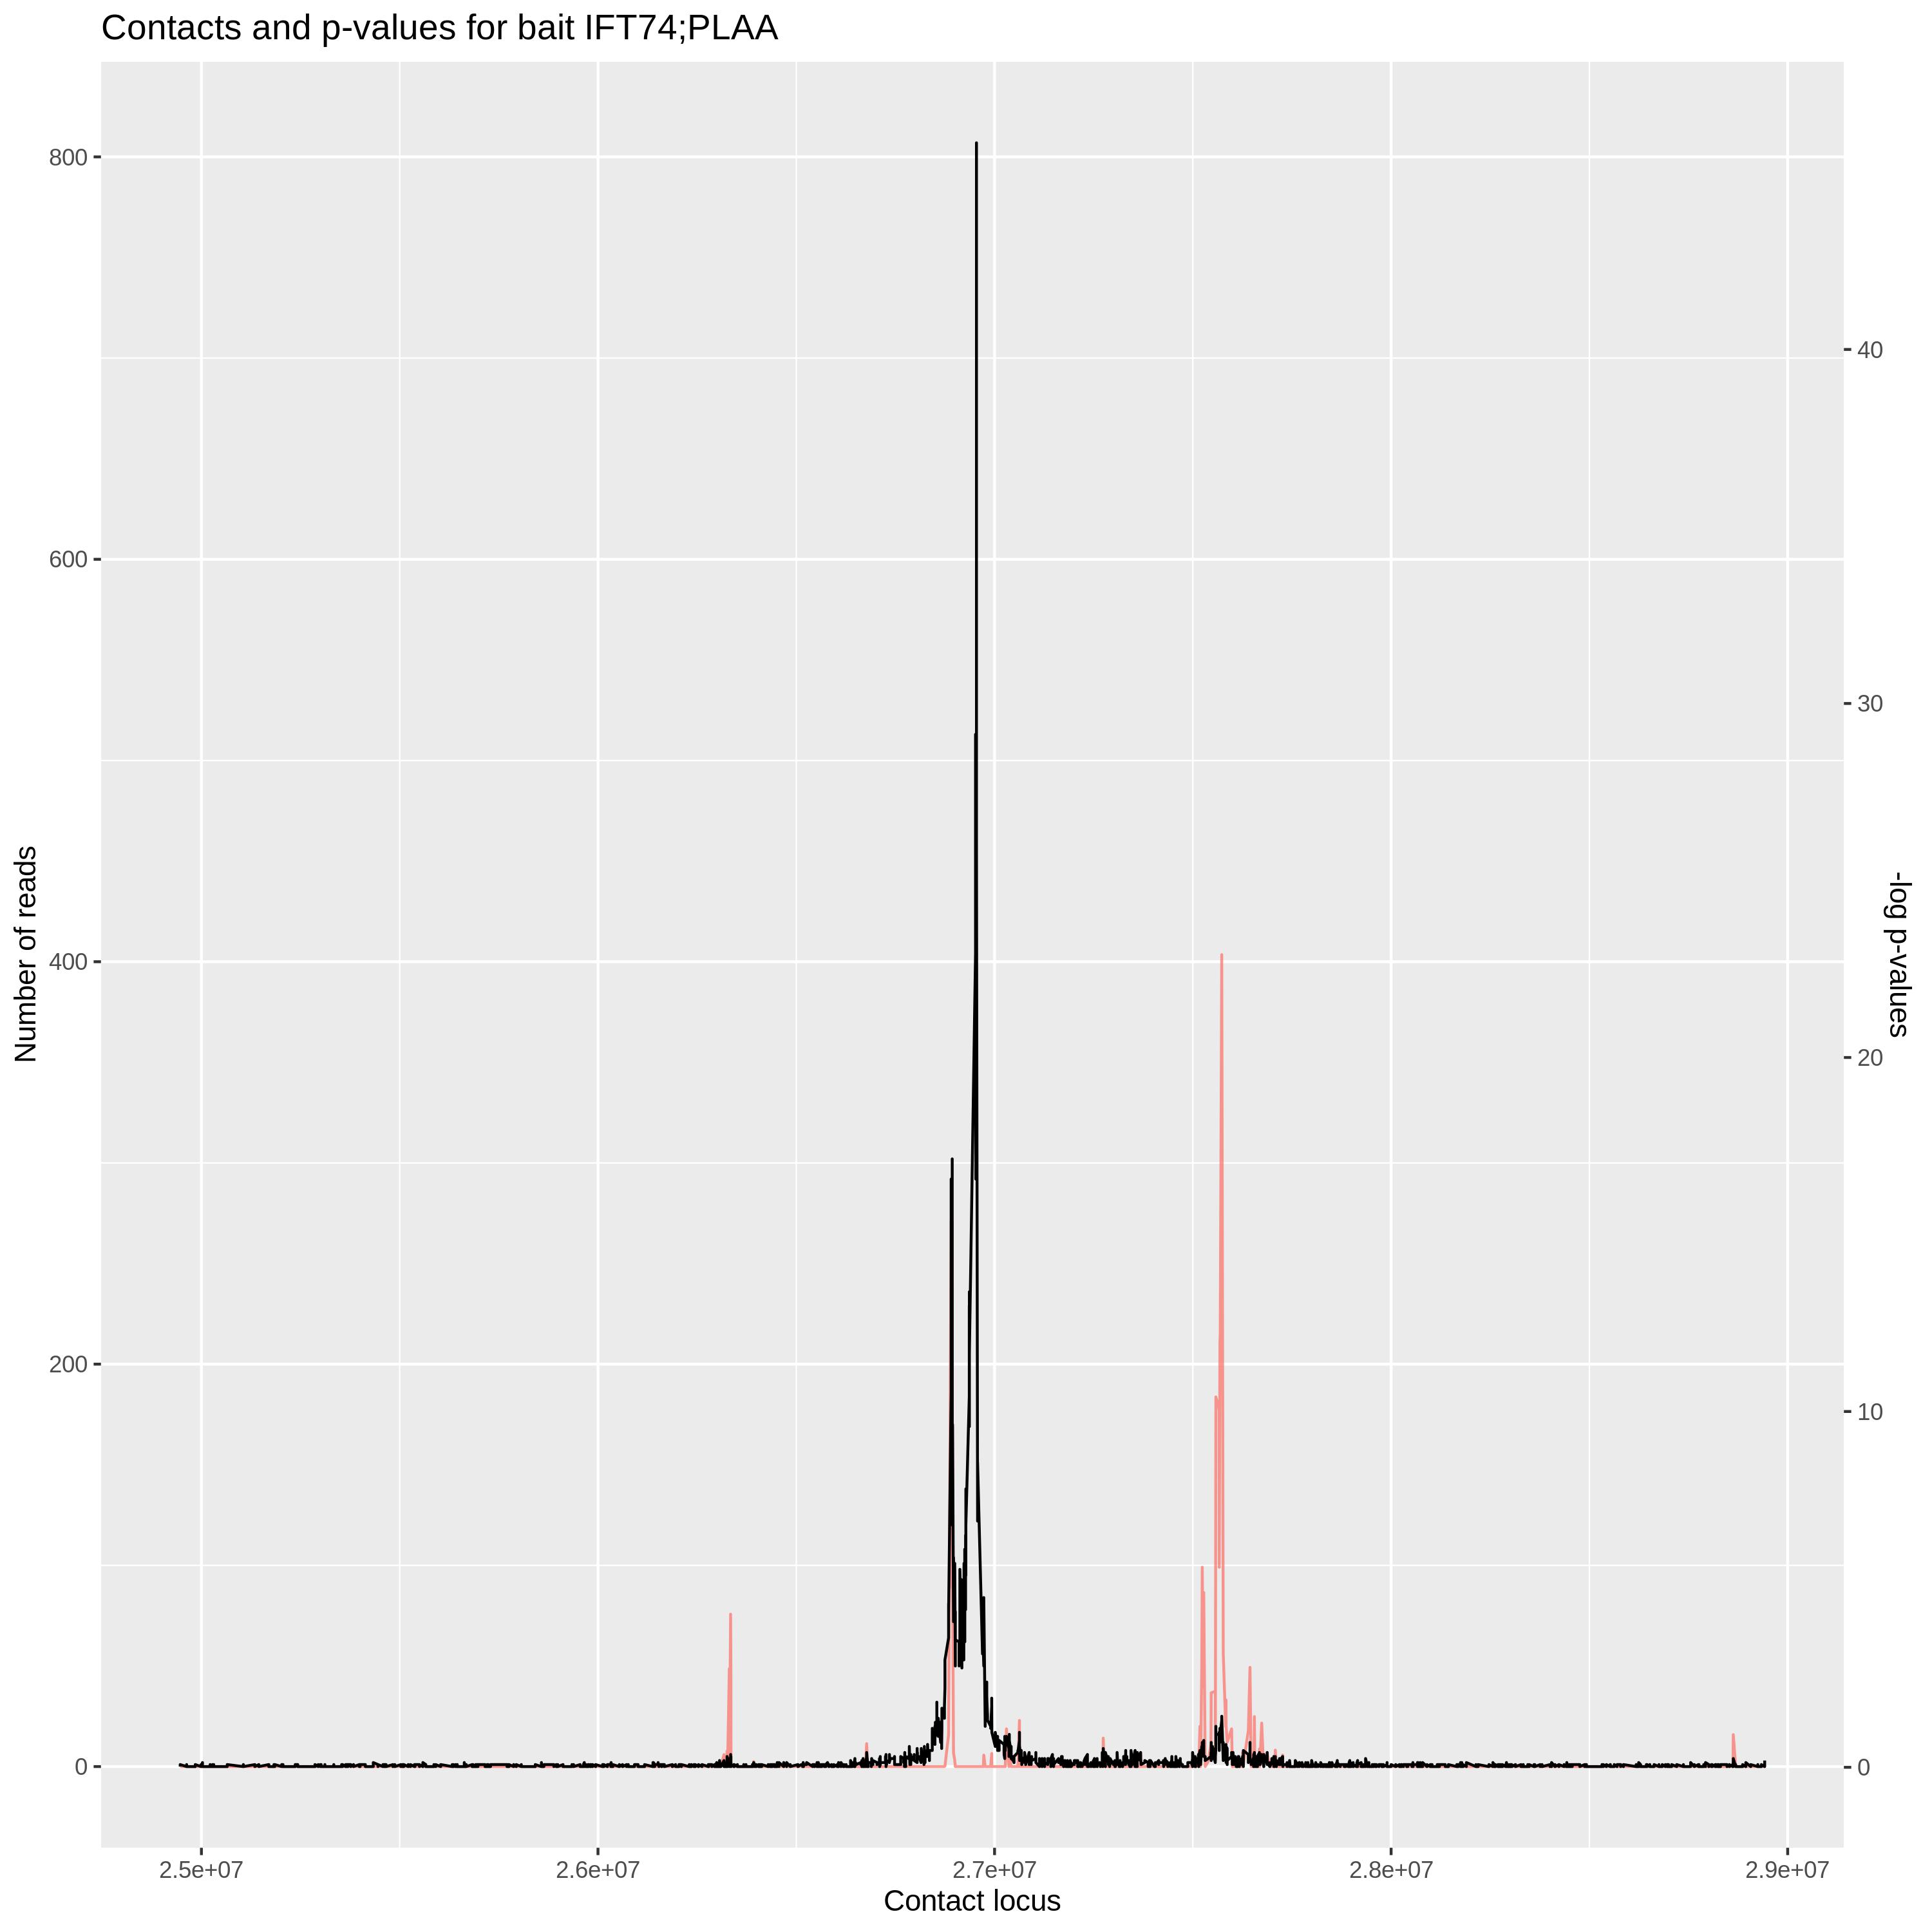 Contacts and p-values for bait IFT74;PLAA
800
600
400
200
0
Number of reads
40
30
20
10
0
-log p-values
2.5e+07 2.6e+07 2.7e+07 2.8e+07 2.9e+07
Contact locus